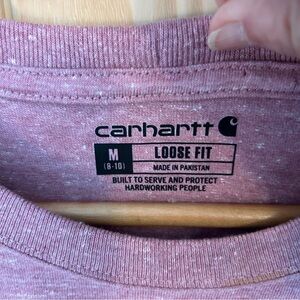 carhartt
M LOOSE FIT
(8-10) MADE IN PAKISTAN
BUILT TO SERVE AND PROTECT
HARDWORKING PEOPLE